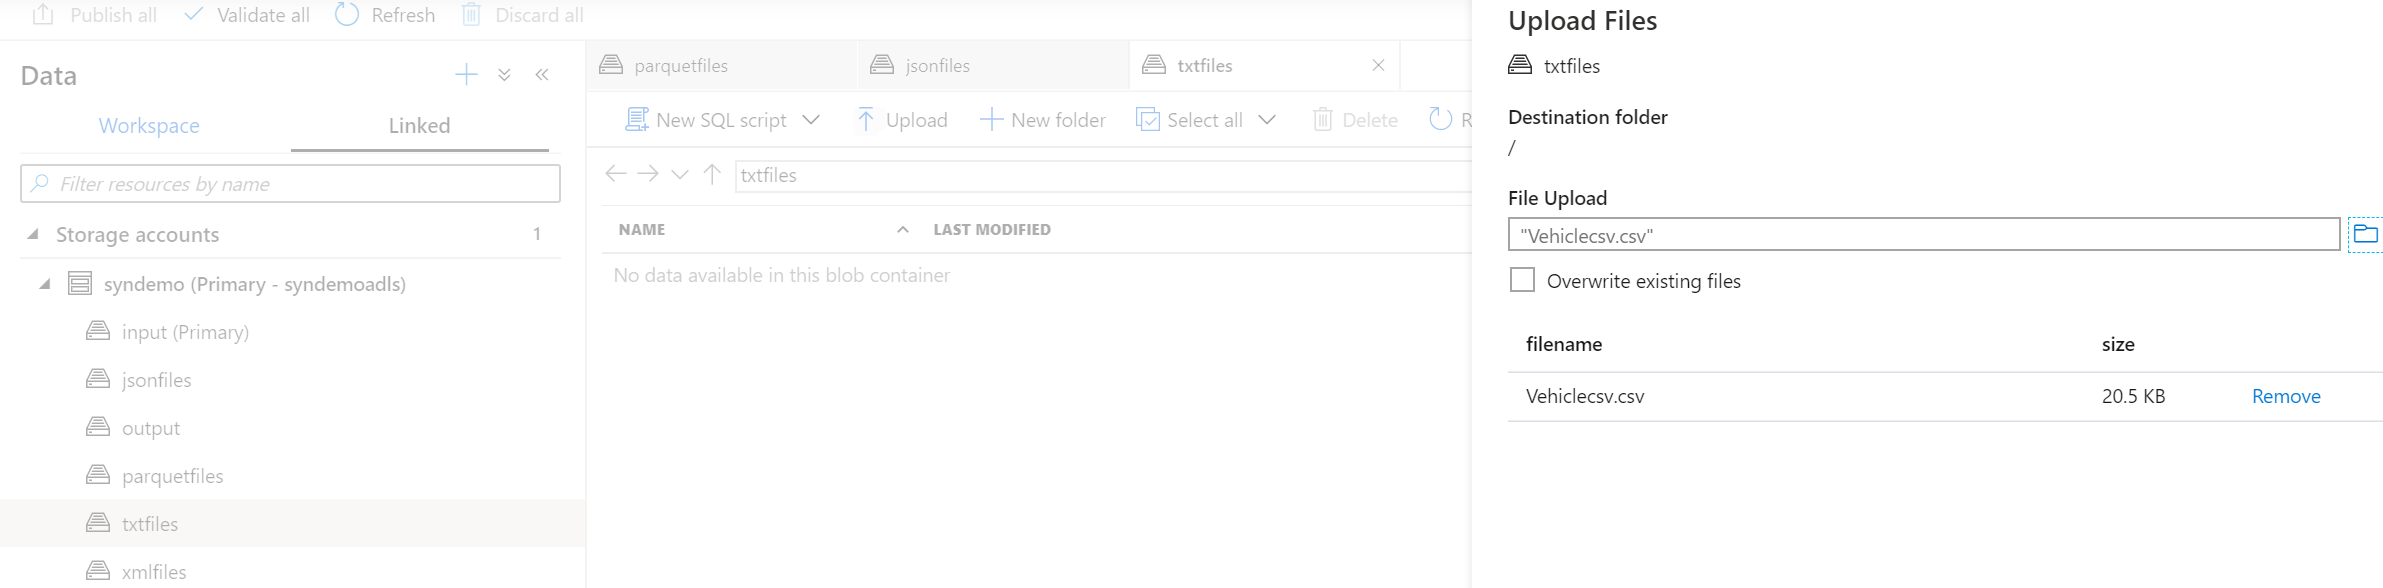 Publish all
Validate all
Refresh
Discard all
Data
Workspace
Linked
Filter resources by name
Storage accounts
1
syndemo (Primary - syndemoadls)
input (Primary)
jsonfiles
output
parquetfiles
txtfiles
xmlfiles
parquetfiles
jsonfiles
txtfiles
New SQL script
Upload
New folder
Select all
Delete
R
txtfiles
NAME
LAST MODIFIED
No data available in this blob container
Upload Files
txtfiles
Destination folder
/
File Upload
"Vehiclecsv.csv"
Overwrite existing files
filename
size
Vehiclecsv.csv
20.5 KB
Remove